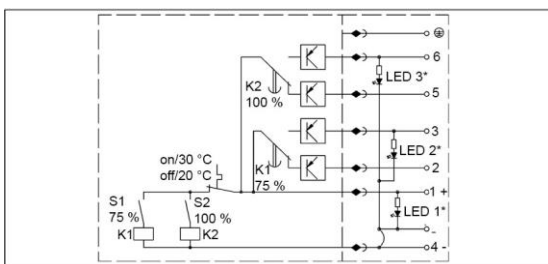 6
LED 3*
K2
100 %
5
3
LED 2*
on/30 °C
off/20 °C
K1
75 %
2
1 +
S1
75 %
S2
100 %
LED 1*
K1
K2
-
4 -